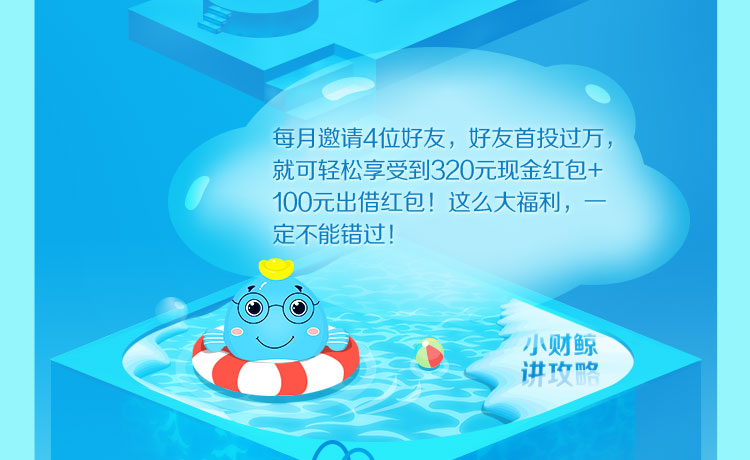 每月邀请4位好友，好友首投过万，
就可轻松享受到320元现金红包+
100元出借红包！这么大福利，一
定不能错过！
小财鲸
讲攻略